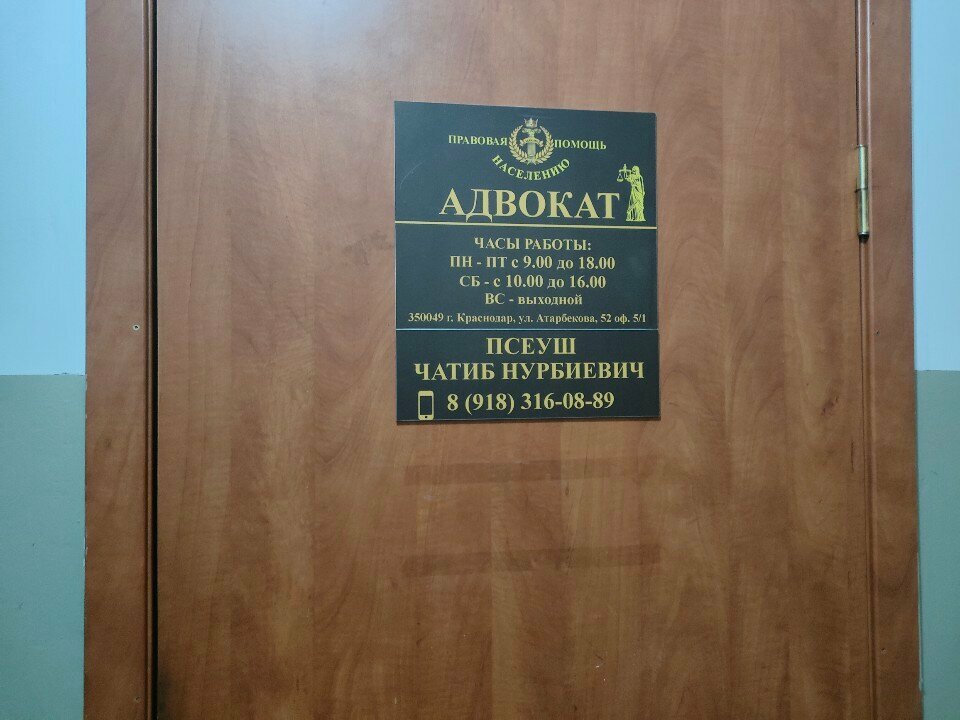 ПРАВОВАЯ ПОМОЩЬ
НАСЕЛЕНИЮ
АДВОКАТ
ЧАСЫ РАБОТЫ:
ПН - ПТ с 9.00 до 18.00
СБ - с 10.00 до 16.00
ВС - выходной
350049 г. Краснодар, ул. Атарбекова, 52 оф. 5/1
ПСЕУШ
ЧАТИБ НУРБИЕВИЧ
8 (918) 316-08-89